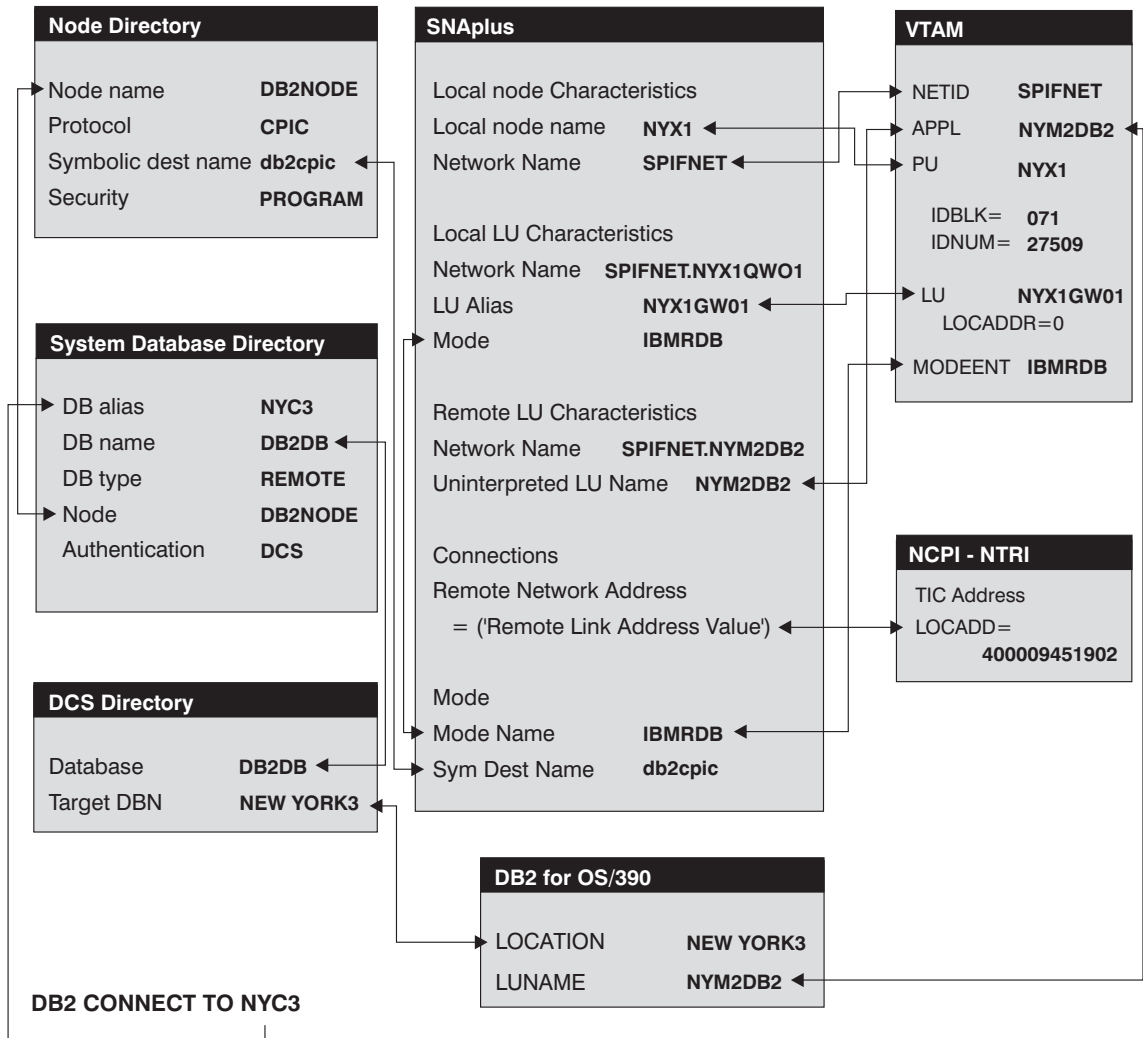 Node Directory
Node name DB2NODE
Protocol CPIC
Symbolic dest name db2cpic
Security PROGRAM
System Database Directory
DB alias NYC3
DB name DB2DB
DB type REMOTE
Node DB2NODE
Authentication DCS
DCS Directory
Database DB2DB
Target DBN NEW YORK3
SNAplus
Local node Characteristics
Local node name NYX1
Network Name SPIFNET
Local LU Characteristics
Network Name SPIFNET.NYX1QWO1
LU Alias NYX1GW01
Mode IBMRDB
Remote LU Characteristics
Network Name SPIFNET.NYM2DB2
Uninterpreted LU Name NYM2DB2
Connections
Remote Network Address
= ('Remote Link Address Value')
Mode
Mode Name IBMRDB
Sym Dest Name db2cpic
VTAM
NETID SPIFNET
APPL NYM2DB2
PU NYX1
IDBLK= 071
IDNUM= 27509
LU NYX1GW01
LOCADDR=0
MODEENT IBMRDB
NCPI - NTRI
TIC Address
LOCADD=
400009451902
DB2 for OS/390
LOCATION NEW YORK3
LUNAME NYM2DB2
DB2 CONNECT TO NYC3